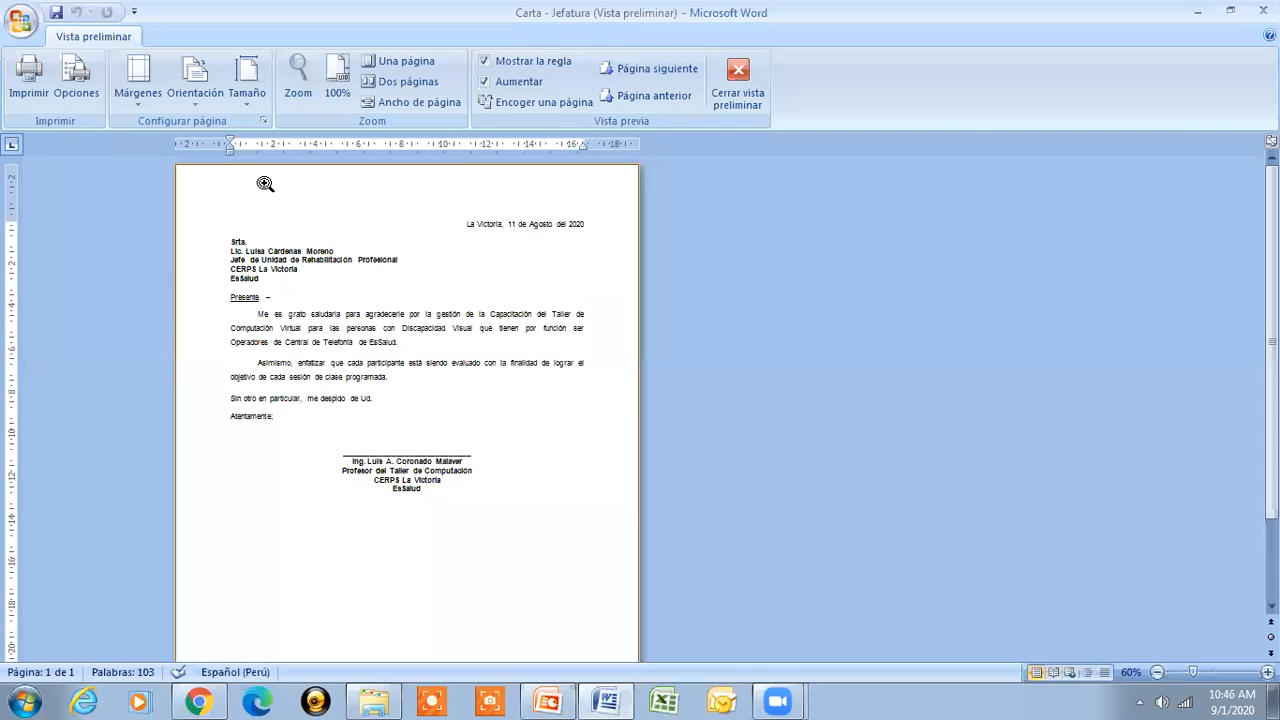 Carta - Jefatura (Vista preliminar) - Microsoft Word
Vista preliminar
Imprimir
Opciones
Márgenes
Orientación
Tamaño
Zoom
100%
Una página
Dos páginas
Ancho de página
Mostrar la regla
Aumentar
Encoger una página
Página siguiente
Página anterior
Cerrar vista
preliminar
Imprimir
Configurar página
Zoom
Vista previa
La Victoria, 11 de Agosto del 2020
Srta.
Lic. Luisa Cárdenas Moreno
Jefe de Unidad de Rehabilitación Profesional
CERPS La Victoria
EsSalud
Presente –
Me es grato saludarla para agradecerle por la gestión de la Capacitación del Taller de
Computación Virtual para las personas con Discapacidad Visual que tienen por función ser
Operadores de Central de Telefonía de EsSalud.
Asimismo, enfatizar que cada participante está siendo evaluado con la finalidad de lograr el
objetivo de cada sesión de clase programada.
Sin otro en particular, me despido de Ud.
Atentamente;
Ing. Luis A. Coronado Malaver
Profesor del Taller de Computación
CERPS La Victoria
EsSalud
Página: 1 de 1
Palabras: 103
Español (Perú)
60%
10:46 AM
9/1/2020